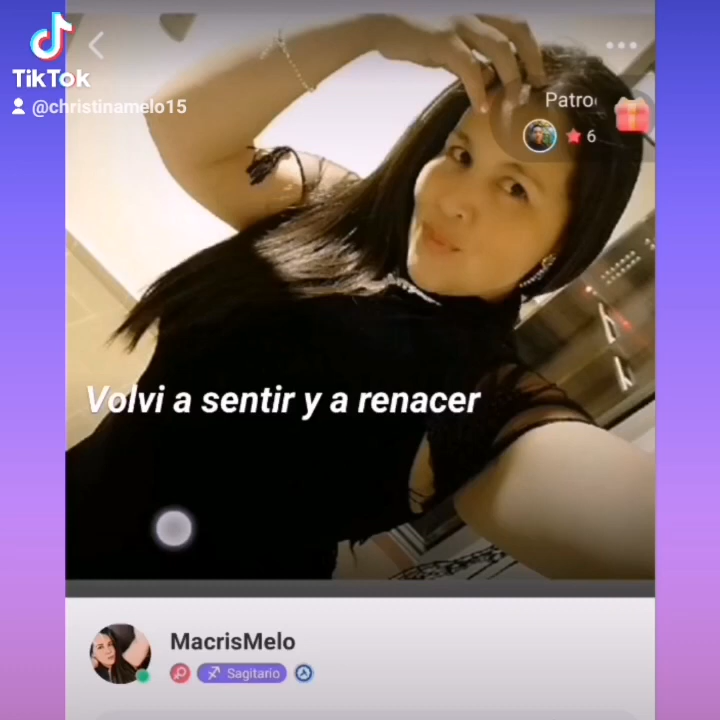 TikTok
@christinamelo15
Patro
6
Volvi a sentir y a renacer
MacrisMelo
Sagitario